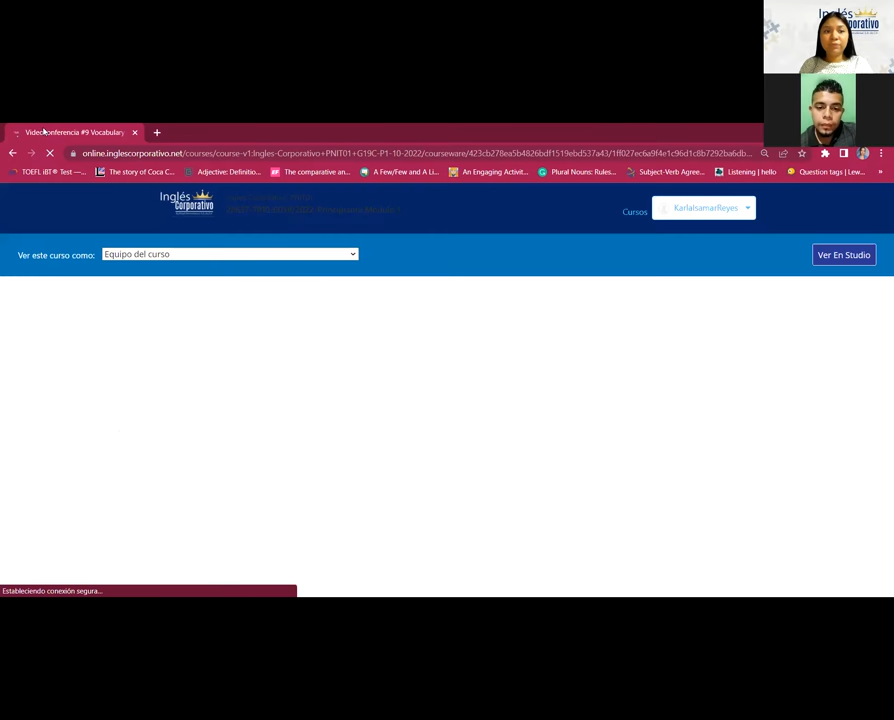 Inglés
Corporativo
Videoconferencia #9 Vocabulary
online.inglescorporativo.net/courses/course-v1:Ingles-Corporativo+PNIT01+G19C-P1-10-2022/courseware/423cb278ea5b4826bdf1519ebd537a43/1ff027ec6a9f4e1c96d1c8b7292ba6db...
TOEFL iBT® Test —... The story of Coca C... Adjective: Definitio... The comparative an... A Few/Few and A Li... An Engaging Activit... Plural Nouns: Rules... Subject-Verb Agree... Listening | hello Question tags | Lew... »
Inglés
Corporativo
Cursos KarlaIsamarReyes
Ver este curso como: Equipo del curso Ver En Studio
Estableciendo conexión segura...